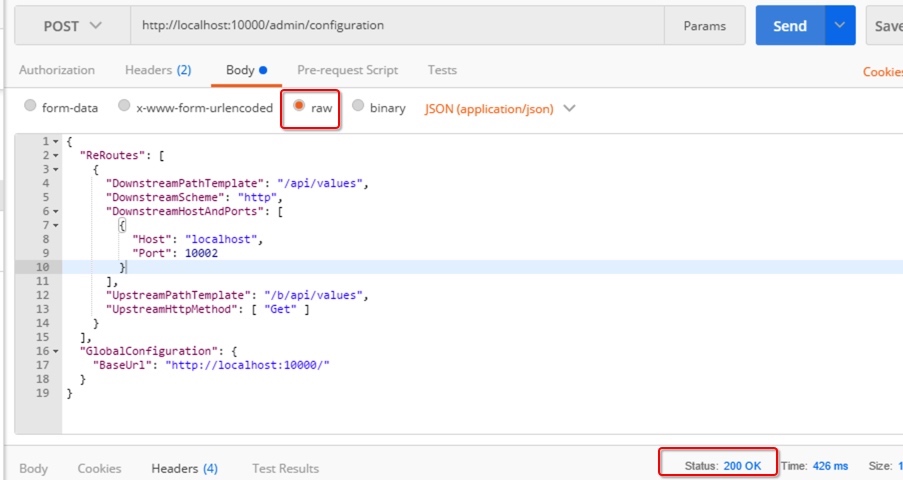 POST http://localhost:10000/admin/configuration Params Send Save
Authorization Headers (2) Body Pre-request Script Tests Cookies
form-data x-www-form-urlencoded raw binary JSON (application/json)
1 {
2 "ReRoutes": [
3 {
4 "DownstreamPathTemplate": "/api/values",
5 "DownstreamScheme": "http",
6 "DownstreamHostAndPorts": [
7 {
8 "Host": "localhost",
9 "Port": 10002
10 }
11 ],
12 "UpstreamPathTemplate": "/b/api/values",
13 "UpstreamHttpMethod": [ "Get" ]
14 }
15 ],
16 "GlobalConfiguration": {
17 "BaseUrl": "http://localhost:10000/"
18 }
19 }
Body Cookies Headers (4) Test Results Status: 200 OK Time: 426 ms Size: